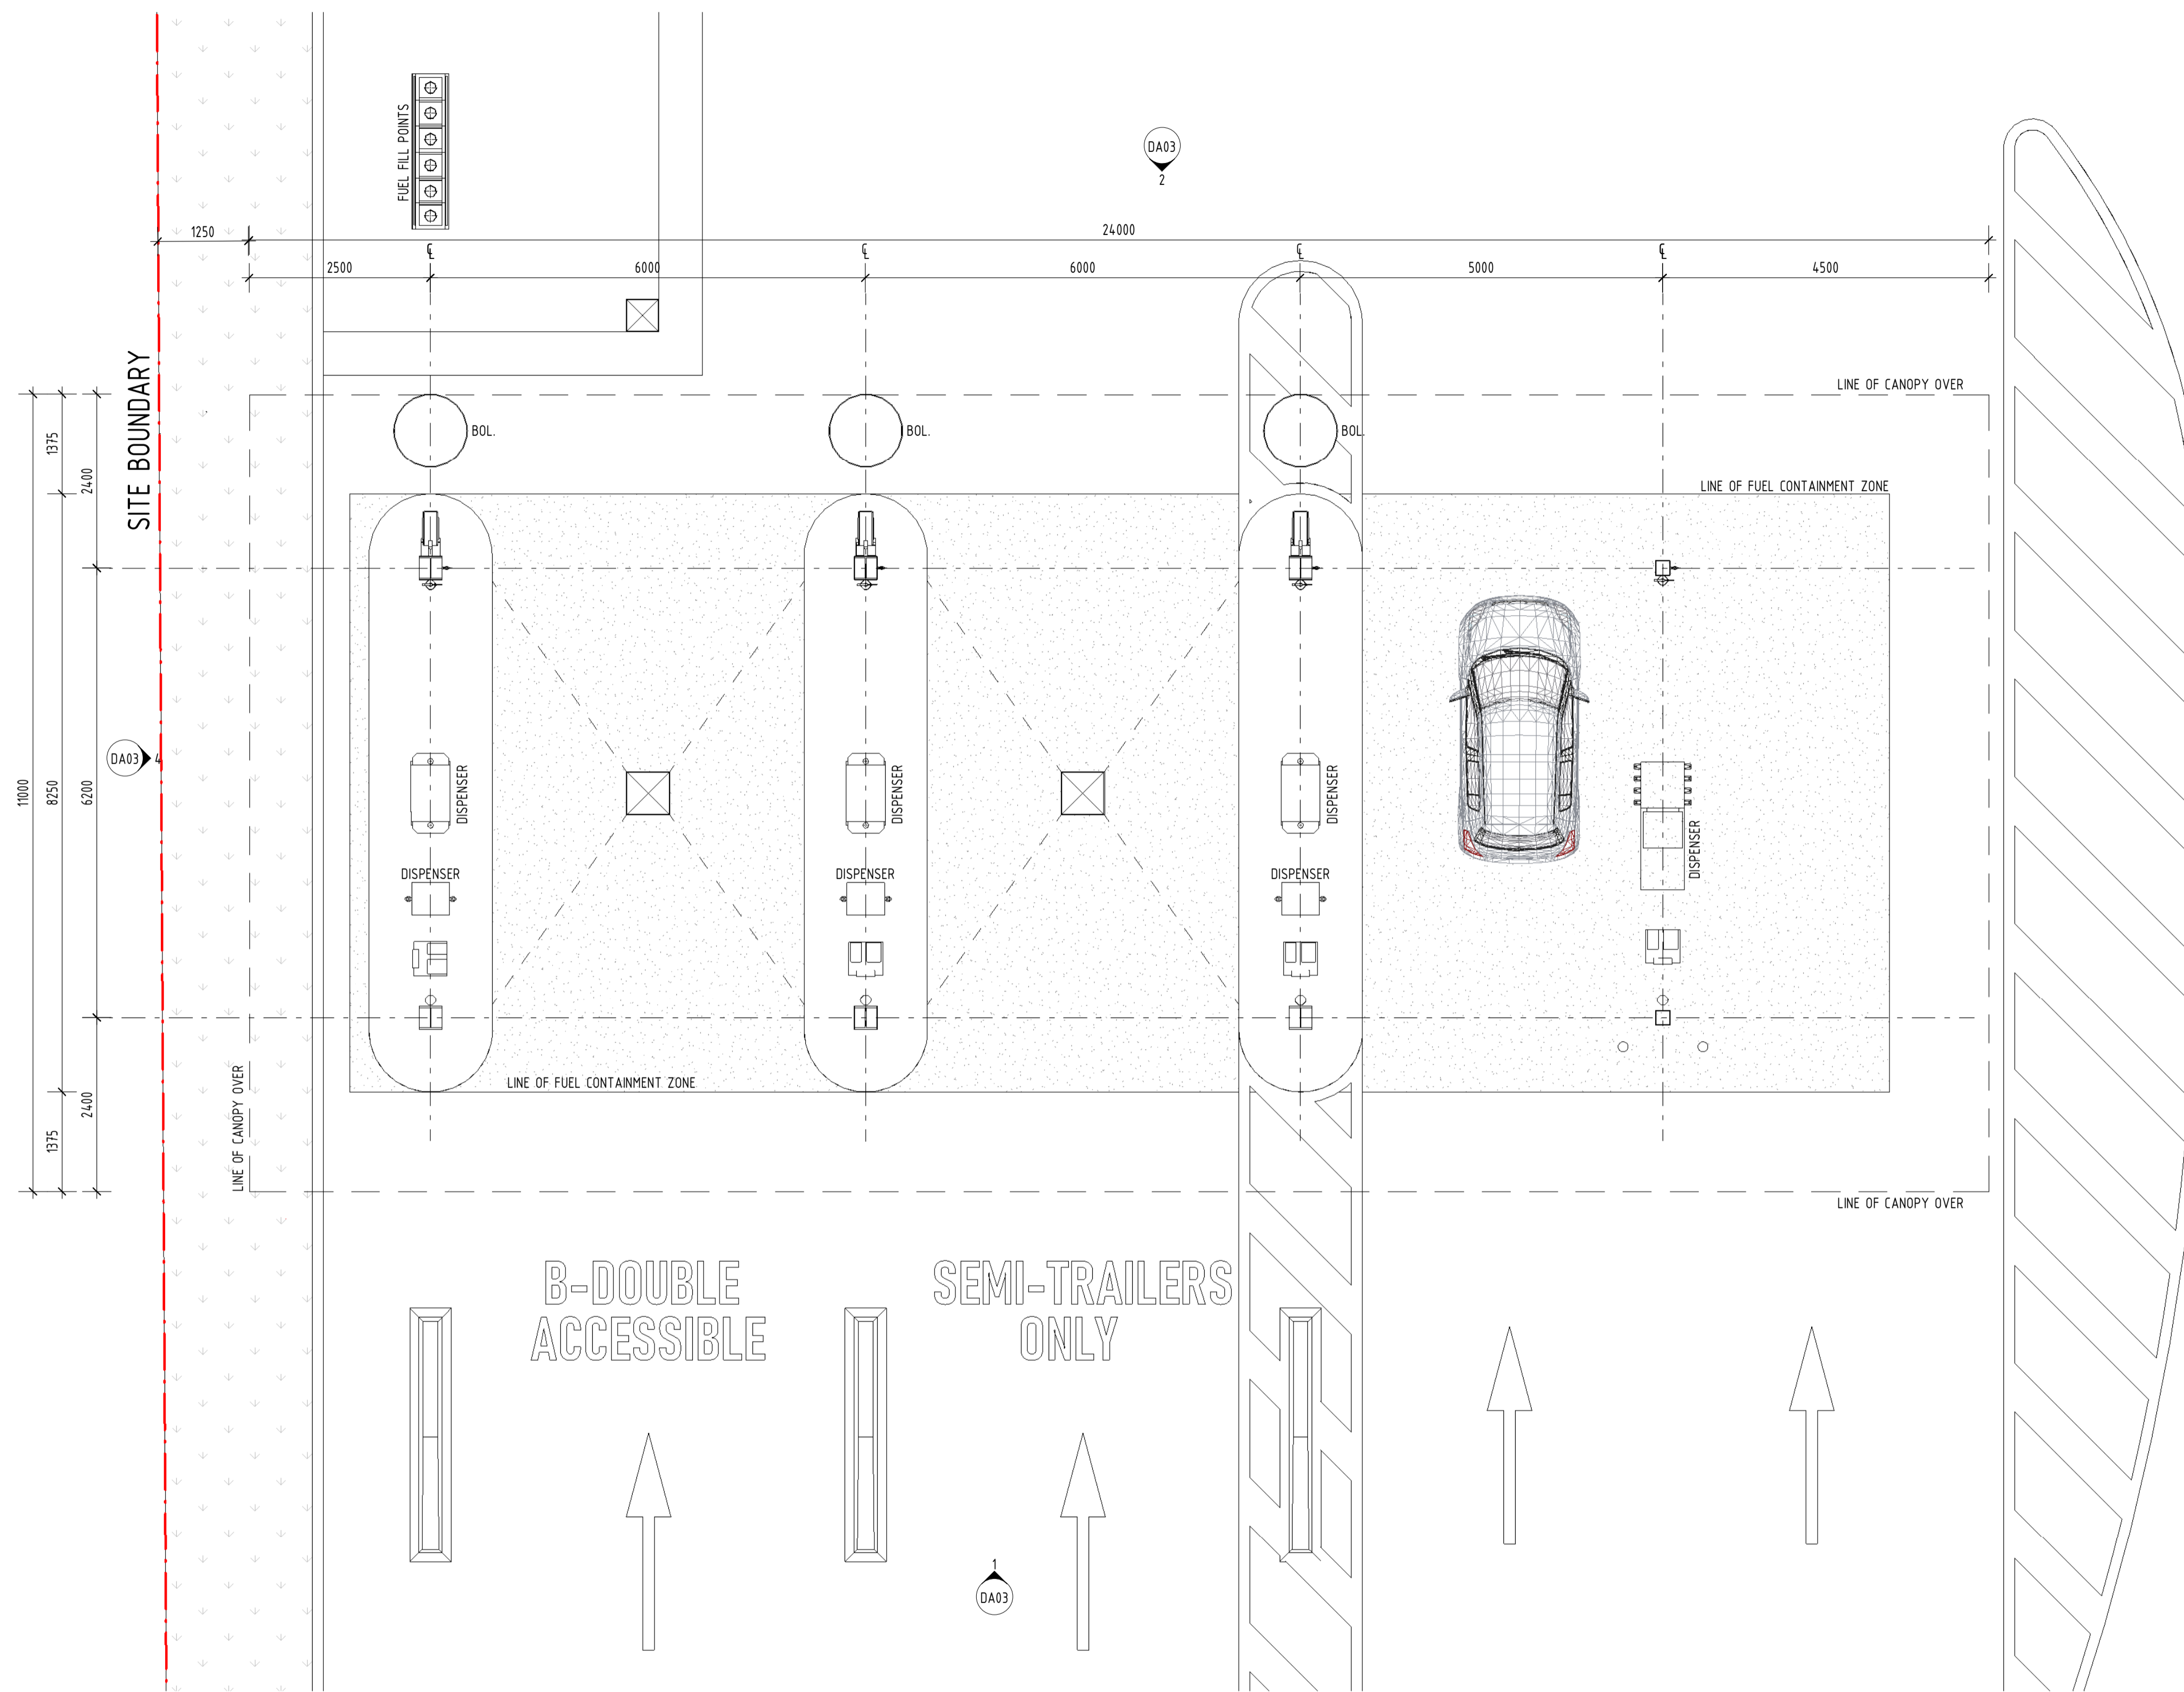 FUEL FILL POINTS
DA03
2
1250
24000
2500
6000
6000
5000
4500
SITE BOUNDARY
LINE OF CANOPY OVER
BOL.
BOL.
BOL.
LINE OF FUEL CONTAINMENT ZONE
1375
2400
11000
8250
6200
DA03
4
DISPENSER
DISPENSER
DISPENSER
DISPENSER
DISPENSER
DISPENSER
DISPENSER
LINE OF FUEL CONTAINMENT ZONE
2400
1375
LINE OF CANOPY OVER
LINE OF CANOPY OVER
B-DOUBLE
ACCESSIBLE
SEMI-TRAILERS
ONLY
1
DA03